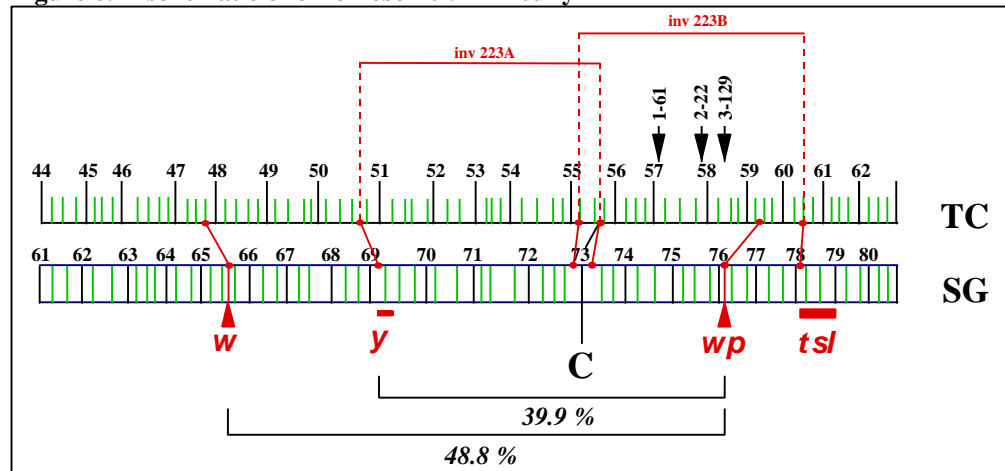 inv 223B
inv 223A
1-61
2-22
3-129
44 45 46 47 48 49 50 51 52 53 54 55 56 57 58 59 60 61 62
TC
61 62 63 64 65 66 67 68 69 70 71 72 73 74 75 76 77 78 79 80
SG
w
y
C
wp
tsl
39.9 %
48.8 %